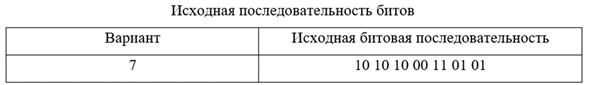 Исходная последовательность битов
Вариант Исходная битовая последовательность
7 10 10 10 00 11 01 01